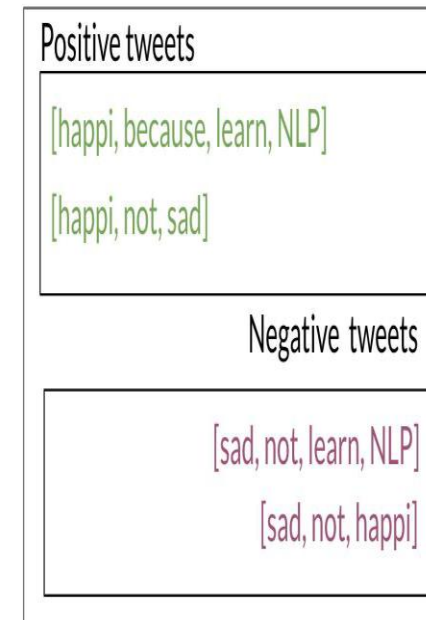 Positive tweets
[happi, because, learn, NLP]
[happi, not, sad]
Negative tweets
[sad, not, learn, NLP]
[sad, not, happi]